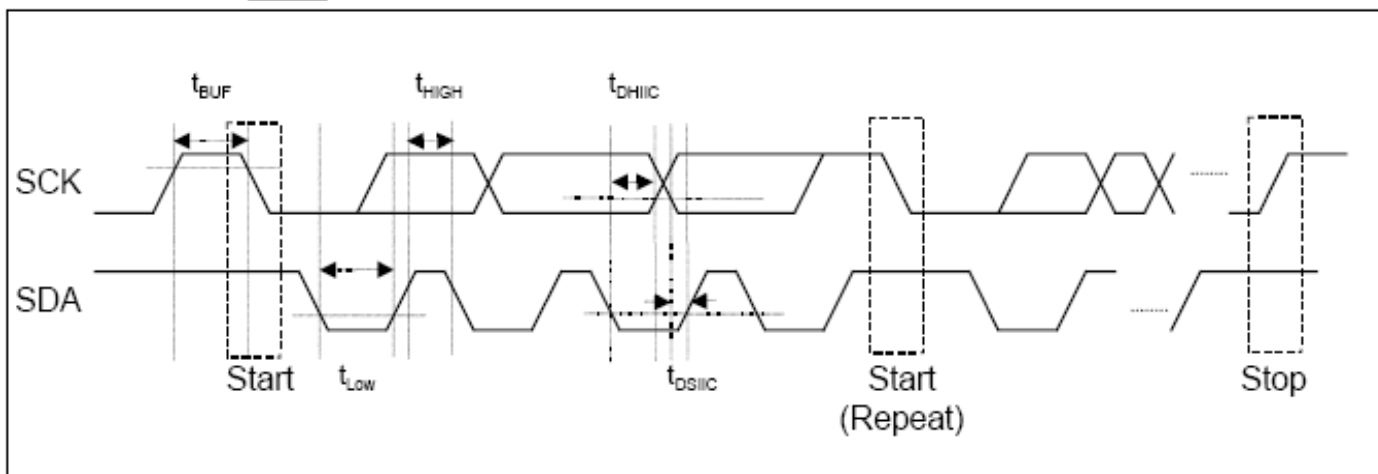 tBUF tHIGH tDHIIC
SCK
SDA
Start tLow tDSIIC Start Stop
(Repeat)